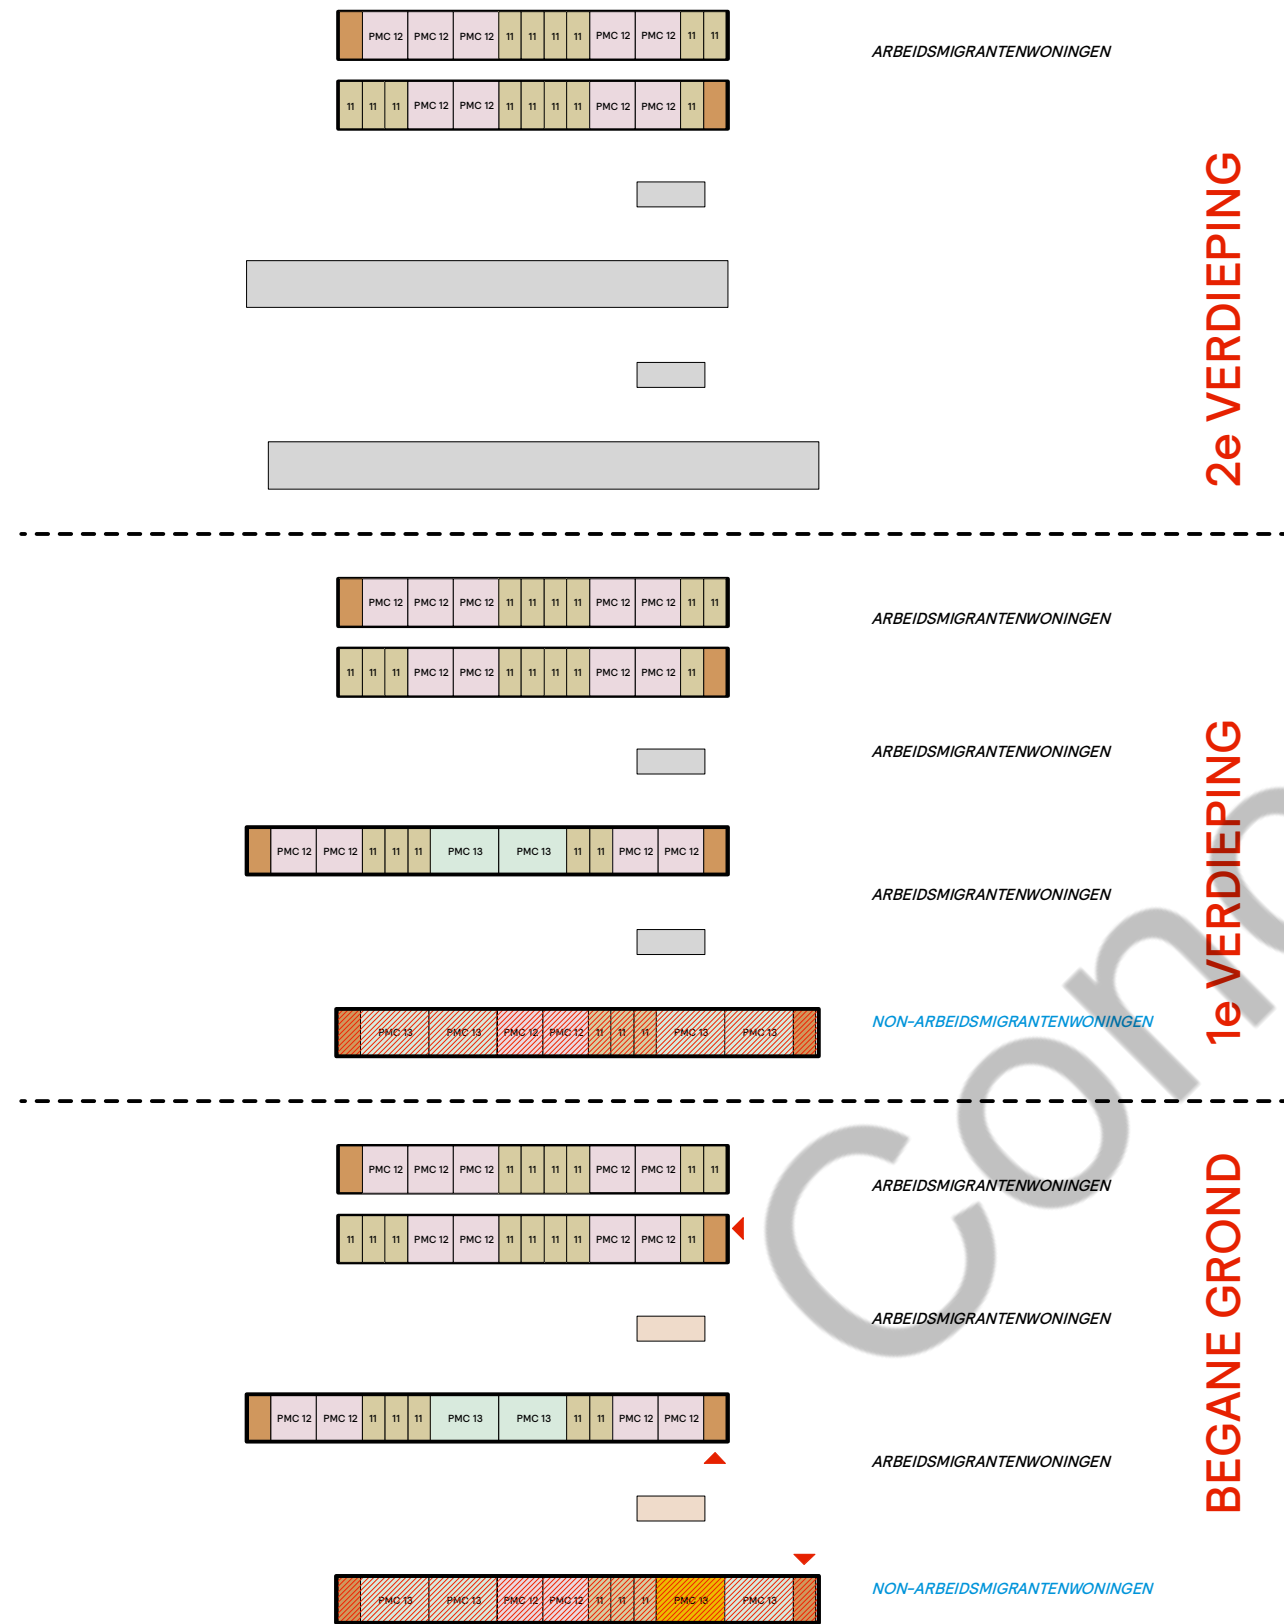 PMC 12 PMC 12 PMC 12 11 11 11 11 PMC 12 PMC 12 11 11
ARBEIDSMIGRANTENWONINGEN
11 11 11 PMC 12 PMC 12 11 11 11 11 PMC 12 PMC 12 11
2e VERDIEPING
PMC 12 PMC 12 PMC 12 11 11 11 11 PMC 12 PMC 12 11 11
ARBEIDSMIGRANTENWONINGEN
11 11 11 PMC 12 PMC 12 11 11 11 11 PMC 12 PMC 12 11
ARBEIDSMIGRANTENWONINGEN
PMC 12 PMC 12 11 11 11 PMC 13 PMC 13 11 11 PMC 12 PMC 12
ARBEIDSMIGRANTENWONINGEN
PMC 13 PMC 13 PMC 12 PMC 12 11 11 11 PMC 13 PMC 13
NON-ARBEIDSMIGRANTENWONINGEN
1e VERDIEPING
PMC 12 PMC 12 PMC 12 11 11 11 11 PMC 12 PMC 12 11 11
ARBEIDSMIGRANTENWONINGEN
11 11 11 PMC 12 PMC 12 11 11 11 11 PMC 12 PMC 12 11
ARBEIDSMIGRANTENWONINGEN
PMC 12 PMC 12 11 11 11 PMC 13 PMC 13 11 11 PMC 12 PMC 12
ARBEIDSMIGRANTENWONINGEN
PMC 13 PMC 13 PMC 12 PMC 12 11 11 11 PMC 13 PMC 13
NON-ARBEIDSMIGRANTENWONINGEN
BEGANE GROND